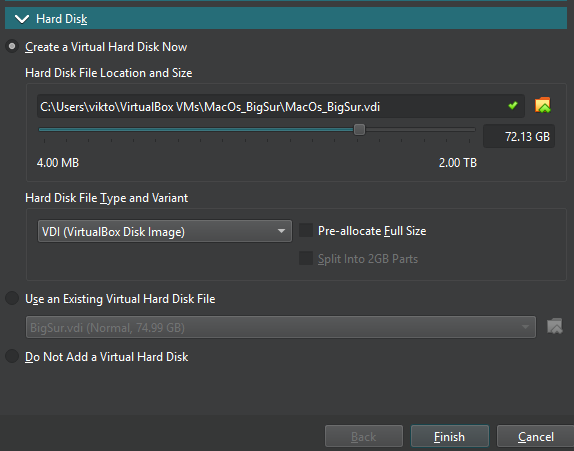 Hard Disk
Create a Virtual Hard Disk Now
Hard Disk File Location and Size
C:\Users\vikto\VirtualBox VMs\MacOs_BigSur\MacOs_BigSur.vdi
72.13 GB
4.00 MB 2.00 TB
Hard Disk File Type and Variant
VDI (VirtualBox Disk Image) Pre-allocate Full Size
Split Into 2GB Parts
Use an Existing Virtual Hard Disk File
BigSur.vdi (Normal, 74.99 GB)
Do Not Add a Virtual Hard Disk
Back Finish Cancel